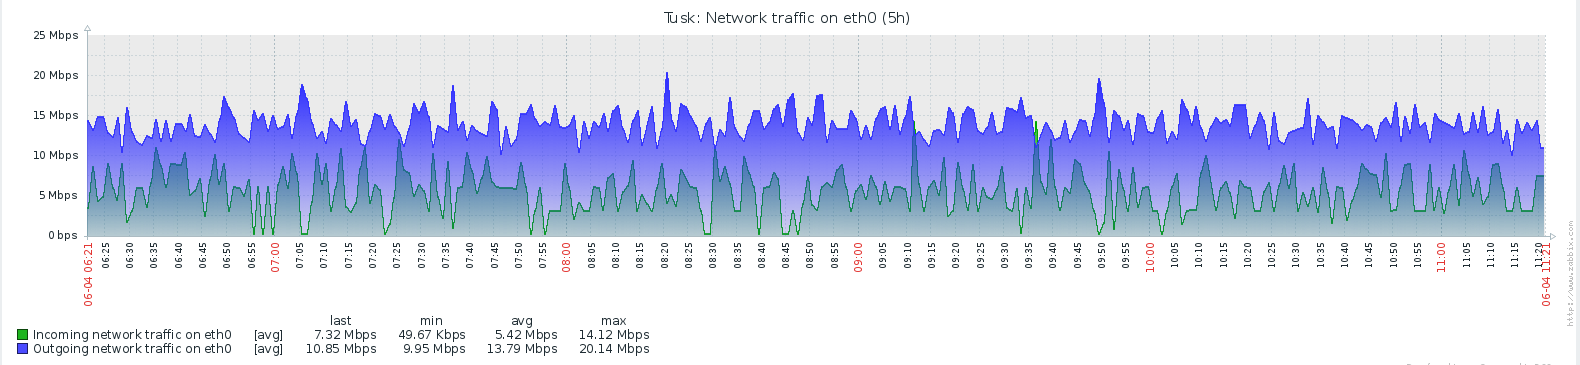 Tusk: Network traffic on eth0 (5h)
25 Mbps
20 Mbps
15 Mbps
10 Mbps
5 Mbps
0 bps
06-04 06:21 06:25 06:30 06:35 06:40 06:45 06:50 06:55 07:00 07:05 07:10 07:15 07:20 07:25 07:30 07:35 07:40 07:45 07:50 07:55 08:00 08:05 08:10 08:15 08:20 08:25 08:30 08:35 08:40 08:45 08:50 08:55 09:00 09:05 09:10 09:15 09:20 09:25 09:30 09:35 09:40 09:45 09:50 09:55 10:00 10:05 10:10 10:15 10:20 10:25 10:30 10:35 10:40 10:45 10:50 10:55 11:00 11:05 11:10 11:15 11:20 06-04 11:21
http://www.zabbix.com
last min avg max
Incoming network traffic on eth0 [avg] 7.32 Mbps 49.67 Kbps 5.42 Mbps 14.12 Mbps
Outgoing network traffic on eth0 [avg] 10.85 Mbps 9.95 Mbps 13.79 Mbps 20.14 Mbps